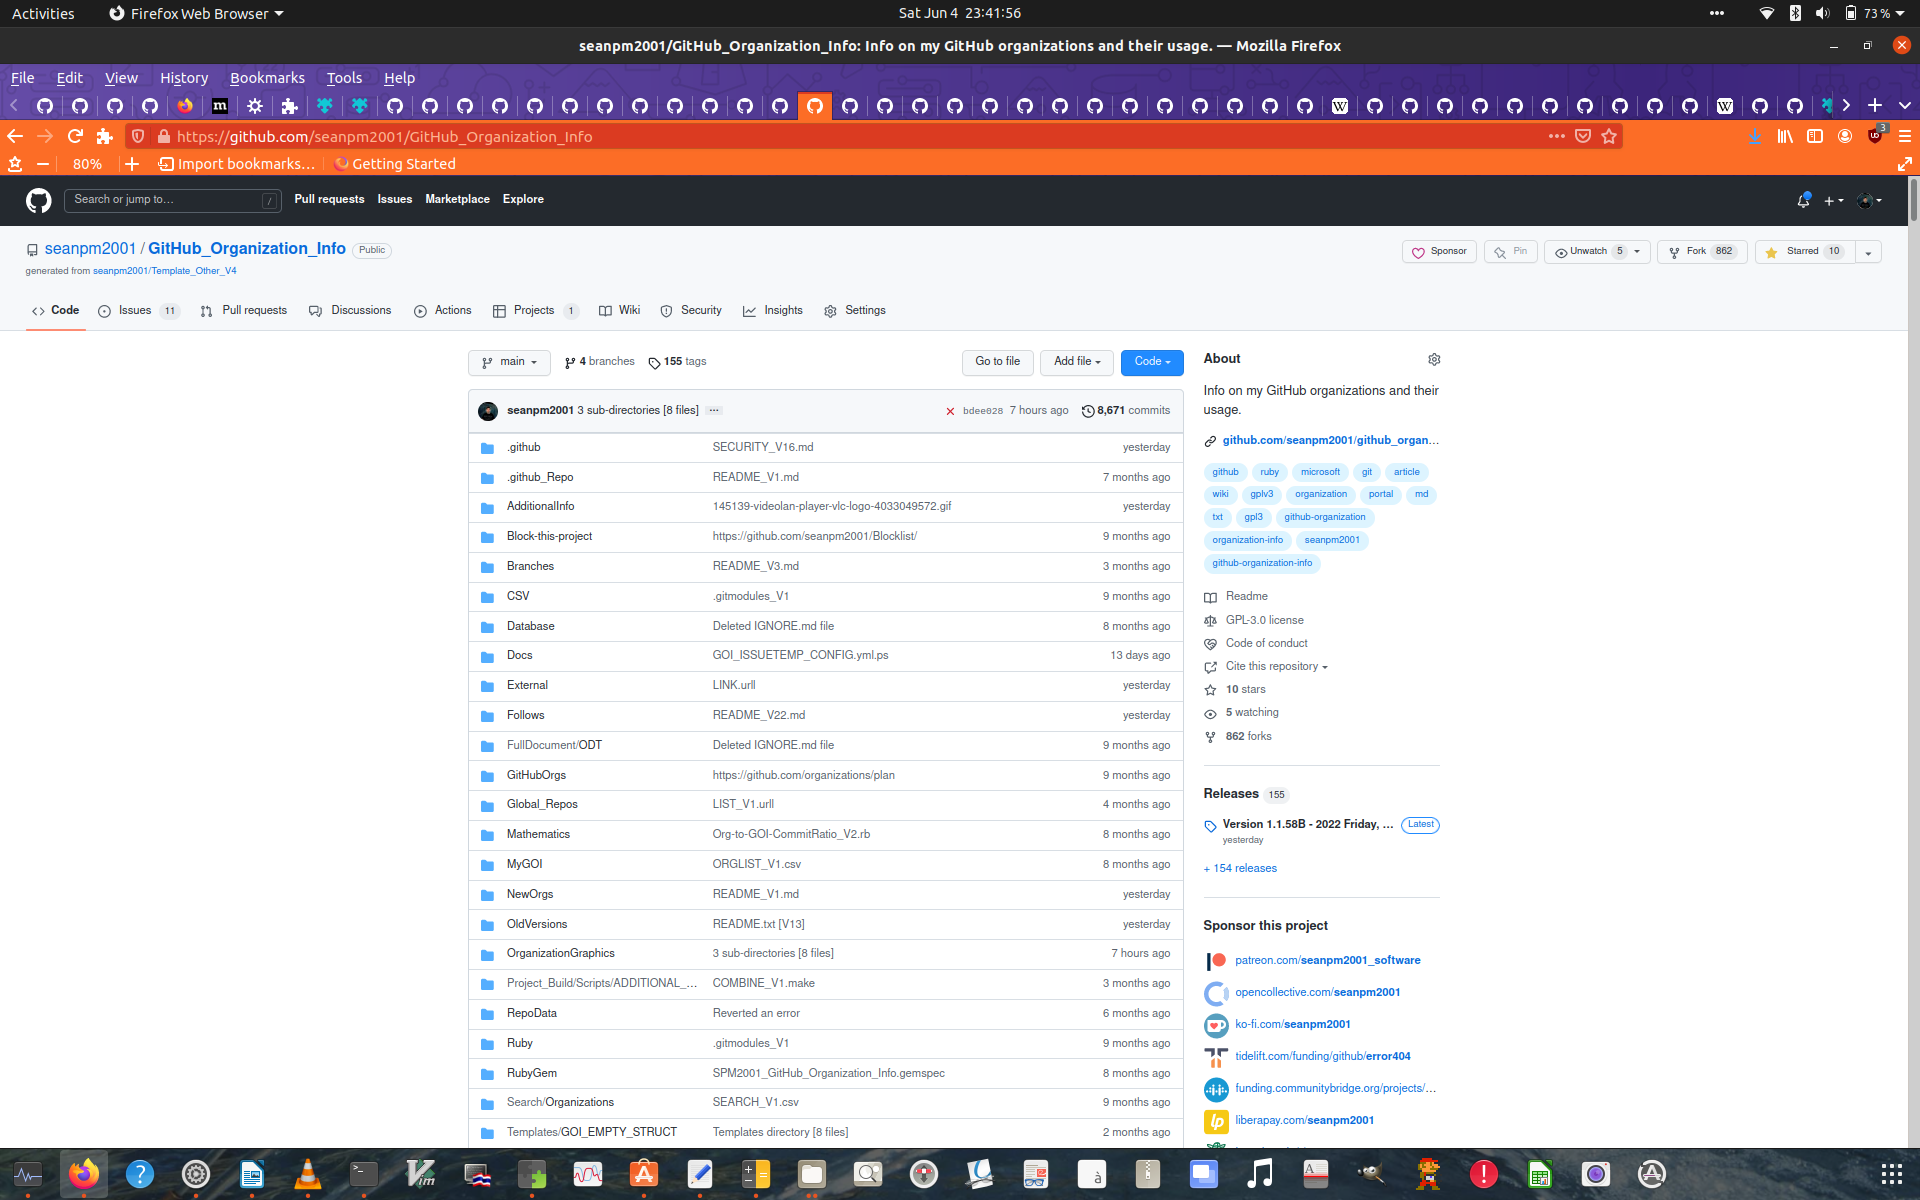 Activities Firefox Web Browser Sat Jun 4 23:41:56 73 %
seanpm2001/GitHub_Organization_Info: Info on my GitHub organizations and their usage. — Mozilla Firefox
File Edit View History Bookmarks Tools Help
https://github.com/seanpm2001/GitHub_Organization_Info 3
80% Import bookmarks... Getting Started
Search or jump to... / Pull requests Issues Marketplace Explore
seanpm2001 / GitHub_Organization_Info Public Sponsor Pin Unwatch 5 Fork 862 Starred 10
generated from seanpm2001/Template_Other_V4
Code Issues 11 Pull requests Discussions Actions Projects 1 Wiki Security Insights Settings
main 4 branches 155 tags Go to file Add file Code
seanpm2001 3 sub-directories [8 files] ... bdee028 7 hours ago 8,671 commits
.github SECURITY_V16.md yesterday
.github_Repo README_V1.md 7 months ago
AdditionalInfo 145139-videolan-player-vlc-logo-4033049572.gif yesterday
Block-this-project https://github.com/seanpm2001/Blocklist/ 9 months ago
Branches README_V3.md 3 months ago
CSV .gitmodules_V1 9 months ago
Database Deleted IGNORE.md file 8 months ago
Docs GOI_ISSUETEMP_CONFIG.yml.ps 13 days ago
External LINK.urll yesterday
Follows README_V22.md yesterday
FullDocument/ODT Deleted IGNORE.md file 9 months ago
GitHubOrgs https://github.com/organizations/plan 9 months ago
Global_Repos LIST_V1.urll 4 months ago
Mathematics Org-to-GOI-CommitRatio_V2.rb 8 months ago
MyGOI ORGLIST_V1.csv 8 months ago
NewOrgs README_V1.md yesterday
OldVersions README.txt [V13] yesterday
OrganizationGraphics 3 sub-directories [8 files] 7 hours ago
Project_Build/Scripts/ADDITIONAL_... COMBINE_V1.make 3 months ago
RepoData Reverted an error 6 months ago
Ruby .gitmodules_V1 9 months ago
RubyGem SPM2001_GitHub_Organization_Info.gemspec 8 months ago
Search/Organizations SEARCH_V1.csv 9 months ago
Templates/GOI_EMPTY_STRUCT Templates directory [8 files] 2 months ago
About
Info on my GitHub organizations and their
usage.
github.com/seanpm2001/github_organ...
github ruby microsoft git article
wiki gplv3 organization portal md
txt gpl3 github-organization
organization-info seanpm2001
github-organization-info
Readme
GPL-3.0 license
Code of conduct
Cite this repository
10 stars
5 watching
862 forks
Releases 155
Version 1.1.58B - 2022 Friday, ... Latest
yesterday
+ 154 releases
Sponsor this project
patreon.com/seanpm2001_software
opencollective.com/seanpm2001
ko-fi.com/seanpm2001
tidelift.com/funding/github/error404
funding.communitybridge.org/projects/...
liberapay.com/seanpm2001